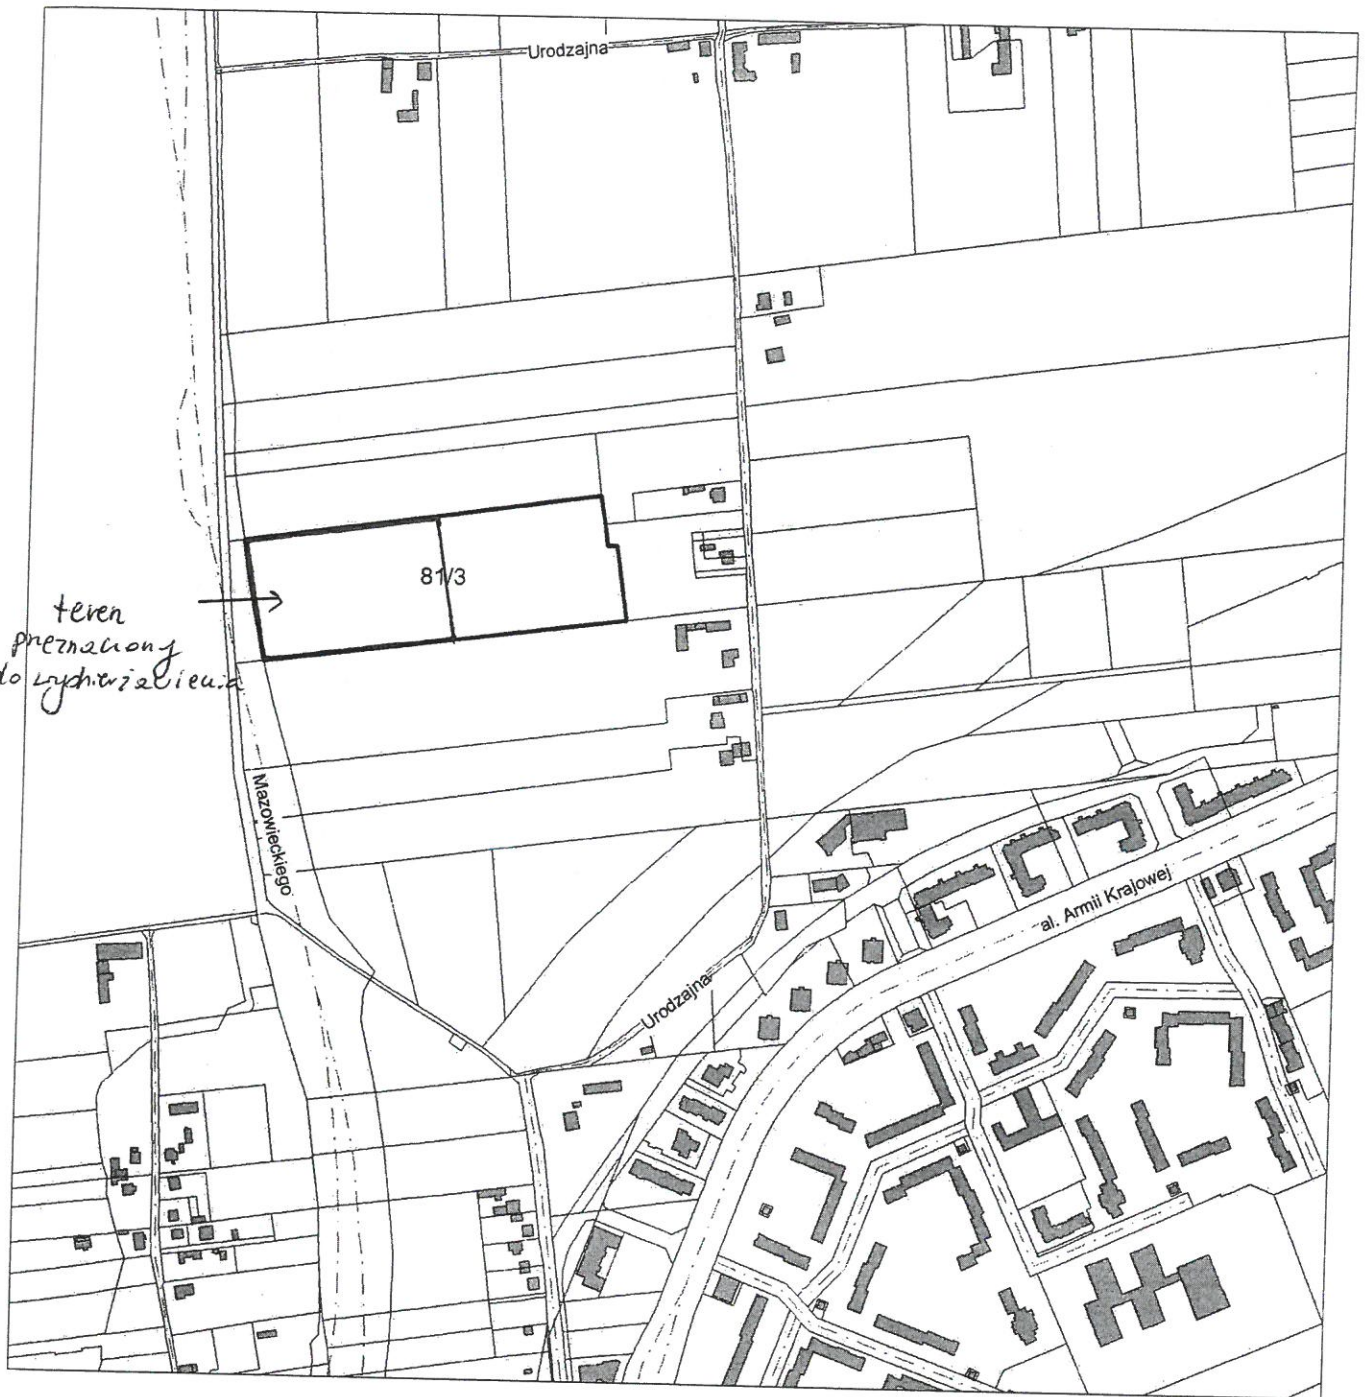 Urodzajna
81/3
teren
przeznaczony
do wydzierżawienia
Mazowieckiego
al. Armii Krajowej
Urodzajna